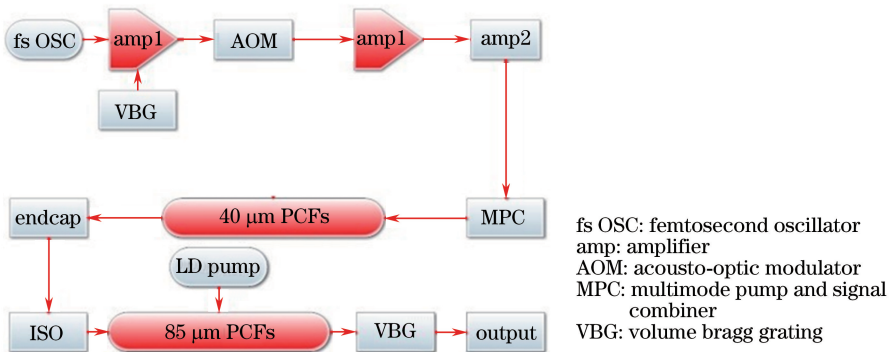 fs OSC
amp1
AOM
amp1
amp2
VBG
endcap
40 μm PCFs
MPC
LD pump
ISO
85 μm PCFs
VBG
output
fs OSC: femtosecond oscillator
amp: amplifier
AOM: acousto-optic modulator
MPC: multimode pump and signal
combiner
VBG: volume bragg grating